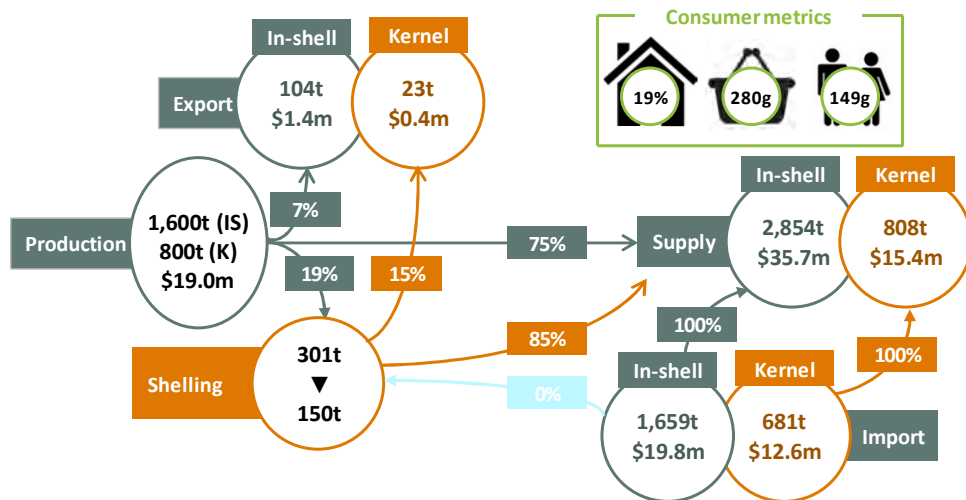 Consumer metrics
In-shell
Kernel
104t
$1.4m
23t
$0.4m
Export
19%
280g
149g
7%
In-shell
Kernel
Production
1,600t (IS)
800t (K)
$19.0m
75%
Supply
2,854t
$35.7m
808t
$15.4m
19%
15%
100%
85%
100%
Shelling
301t
▼
150t
0%
In-shell
Kernel
1,659t
$19.8m
681t
$12.6m
Import